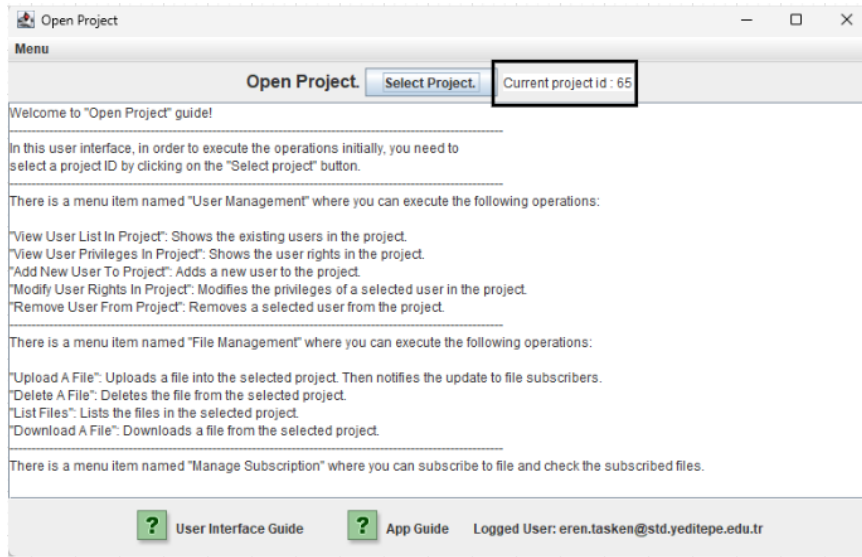 Open Project
Menu
Open Project. Select Project. Current project id : 65
Welcome to "Open Project" guide!
In this user interface, in order to execute the operations initially, you need to
select a project ID by clicking on the "Select project" button.
There is a menu item named "User Management" where you can execute the following operations:
"View User List In Project": Shows the existing users in the project.
"View User Privileges In Project": Shows the user rights in the project.
"Add New User To Project": Adds a new user to the project.
"Modify User Rights In Project": Modifies the privileges of a selected user in the project.
"Remove User From Project": Removes a selected user from the project.
There is a menu item named "File Management" where you can execute the following operations:
"Upload A File": Uploads a file into the selected project. Then notifies the update to file subscribers.
"Delete A File": Deletes the file from the selected project.
"List Files": Lists the files in the selected project.
"Download A File": Downloads a file from the selected project.
There is a menu item named "Manage Subscription" where you can subscribe to file and check the subscribed files.
? User Interface Guide ? App Guide Logged User: eren.tasken@std.yeditepe.edu.tr